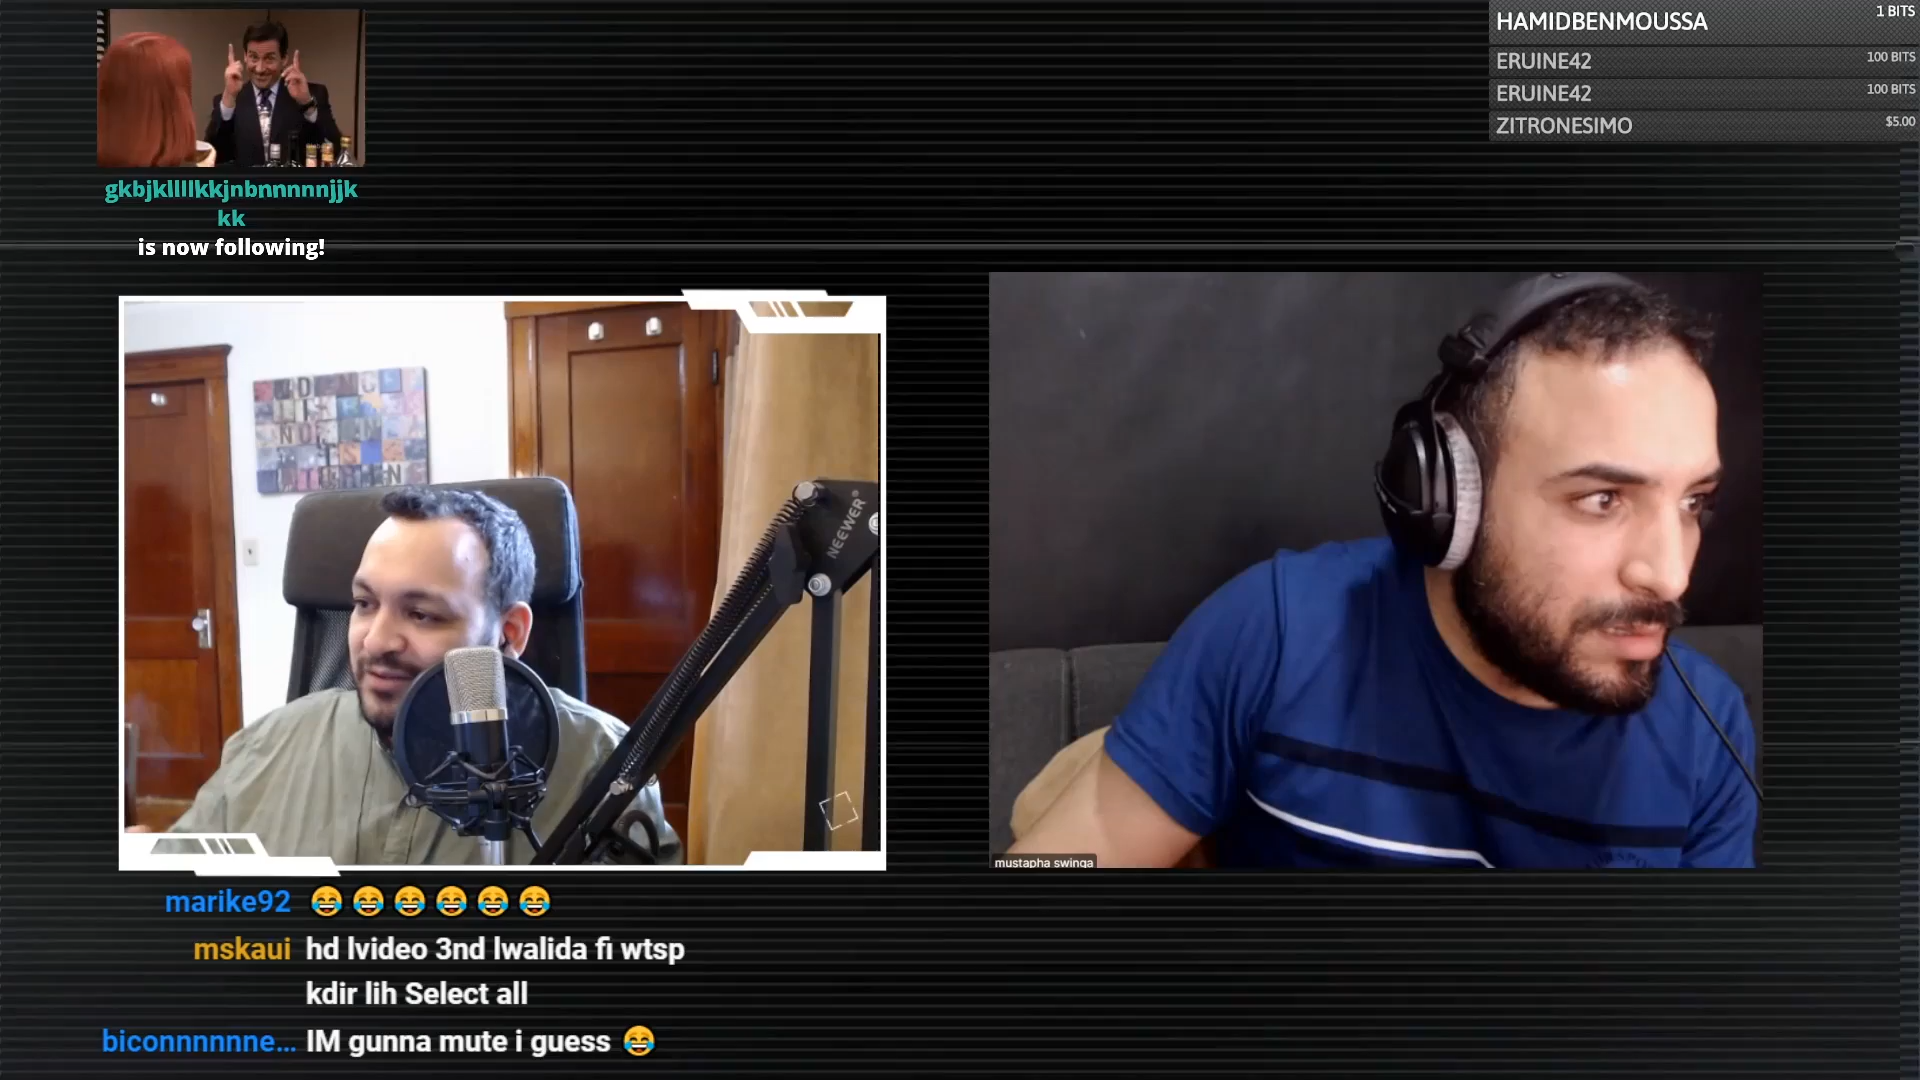 HAMIDBENMOUSSA 1 BITS
ERUINE42 100 BITS
ERUINE42 100 BITS
ZITRONESIMO $5.00
gkbjkllllkkjnbnnnnnjjk
kk
is now following!
NEEWER®
mustapha swinga
marike92 😂 😂 😂 😂 😂 😂
mskaui hd lvideo 3nd lwalida fi wtsp
kdir lih Select all
biconnnnnne... IM gunna mute i guess 😂